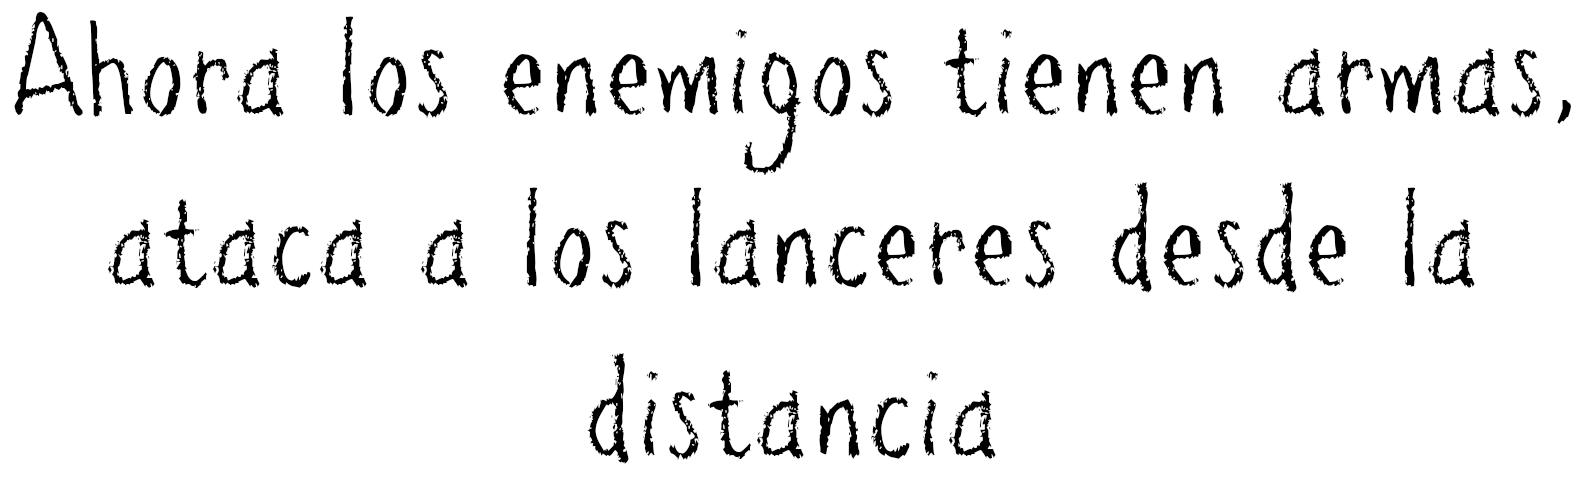 Ahora los enemigos tienen armas,
ataca a los lanceres desde la
distancia